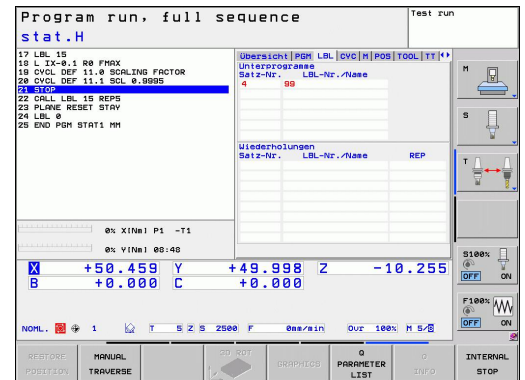 Program run, full sequence
Test run
stat.H
17 LBL 15
18 L IX-0.1 R0 FMAX
19 CYCL DEF 11.0 SCALING FACTOR
20 CYCL DEF 11.1 SCL 0.9995
21 STOP
22 CALL LBL 15 REP5
23 PLANE RESET STAY
24 LBL 0
25 END PGM STAT1 MM
Übersicht PGM LBL CYC M POS TOOL TT
Unterprogramme
Satz-Nr. LBL-Nr./Name
4 99
Wiederholungen
Satz-Nr. LBL-Nr./Name REP
0% X[Nm] P1 -T1
0% Y[Nm] 08:48
X +50.459 Y +49.998 Z -10.255
B +0.000 C +0.000
NOML. 1 T 5 Z S 2500 F 0mm/min Ovr 100% M 5/8
M
S
T
S100%
OFF ON
F100%
OFF ON
RESTORE POSITION
MANUAL TRAVERSE
3D ROT
GRAPHICS
Q PARAMETER LIST
INFO
INTERNAL STOP